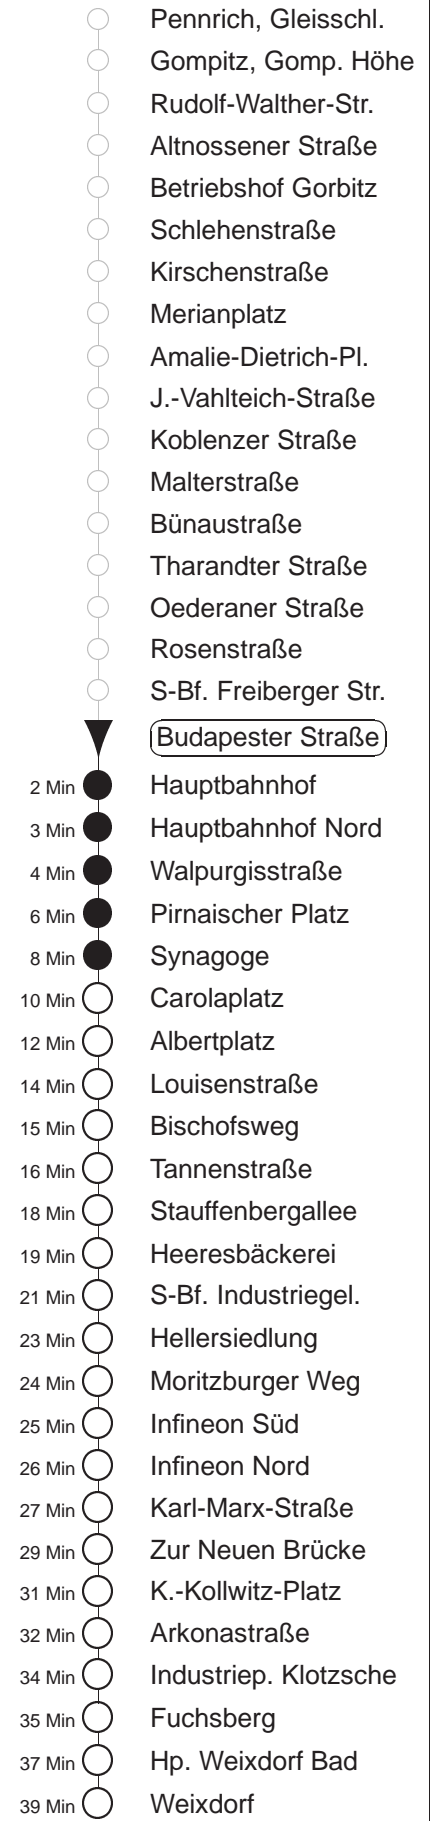 Pennrich, Gleisschl.
Gompitz, Gomp. Höhe
Rudolf-Walther-Str.
Altnossener Straße
Betriebshof Gorbitz
Schlehenstraße
Kirschenstraße
Merianplatz
Amalie-Dietrich-Pl.
J.-Vahlteich-Straße
Koblenzer Straße
Malterstraße
Bünaustraße
Tharandter Straße
Oederaner Straße
Rosenstraße
S-Bf. Freiberger Str.
Budapester Straße
2 Min Hauptbahnhof
3 Min Hauptbahnhof Nord
4 Min Walpurgisstraße
6 Min Pirnaischer Platz
8 Min Synagoge
10 Min Carolaplatz
12 Min Albertplatz
14 Min Louisenstraße
15 Min Bischofsweg
16 Min Tannenstraße
18 Min Stauffenbergallee
19 Min Heeresbäckerei
21 Min S-Bf. Industriegel.
23 Min Hellersiedlung
24 Min Moritzburger Weg
25 Min Infineon Süd
26 Min Infineon Nord
27 Min Karl-Marx-Straße
29 Min Zur Neuen Brücke
31 Min K.-Kollwitz-Platz
32 Min Arkonastraße
34 Min Industriep. Klotzsche
35 Min Fuchsberg
37 Min Hp. Weixdorf Bad
39 Min Weixdorf